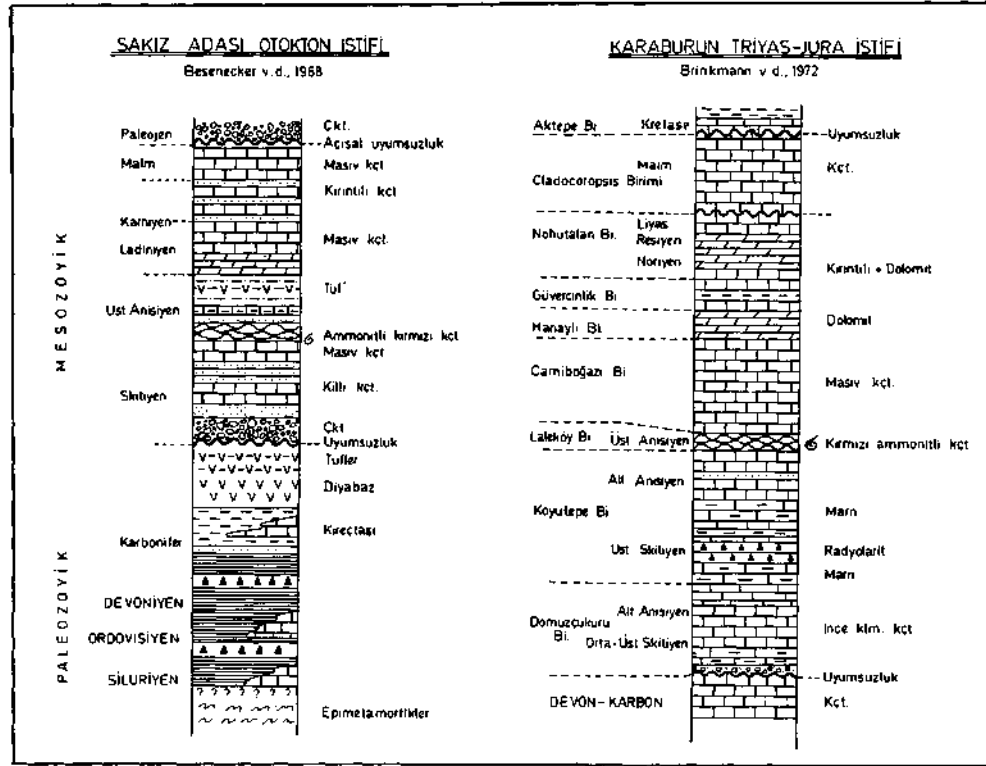 SAKIZ ADASI OTOKTON İSTİFİ
Besenecker v.d., 1968
MESOZOYİK
PALEOZOYİK
Paleojen
Malm
Karniyen
Ladiniyen
Üst Anisiyen
Skitiyen
Karbonifer
DEVONİYEN
ORDOVİSİYEN
SİLURİYEN
Çkt.
Açısal uyumsuzluk
Masiv kçt
Kırıntılı kçt
Masiv kçt.
Tüf
Ammonitli kırmızı kçt
Masiv kçt
Killi kçt.
Çkt
Uyumsuzluk
Tüfler
Diyabaz
Kireçtaşı
Epimetamorfikler
KARABURUN TRİYAS-JURA İSTİFİ
Brinkmann v.d., 1972
Aktepe Bi Kretase
Malm
Cladocoropsis Birimi
Nohutalan Bi. Liyas
Resiyen
Noriyen
Güvercinlik Bi
Hanaylı Bi.
Camiboğazı Bi
Laleköy Bi Üst Anisiyen
Alt Anisiyen
Koyutepe Bi
Üst Skitiyen
Alt Anisiyen
Domuzçukuru
Bi. Orta-Üst Skitiyen
DEVON-KARBON
Uyumsuzluk
Kçt.
Kırıntılı + Dolomit
Dolomit
Masiv kçt.
Kırmızı ammonitli kçt
Marn
Radyolarit
Marn
İnce klm. kçt
Uyumsuzluk
Kçt.